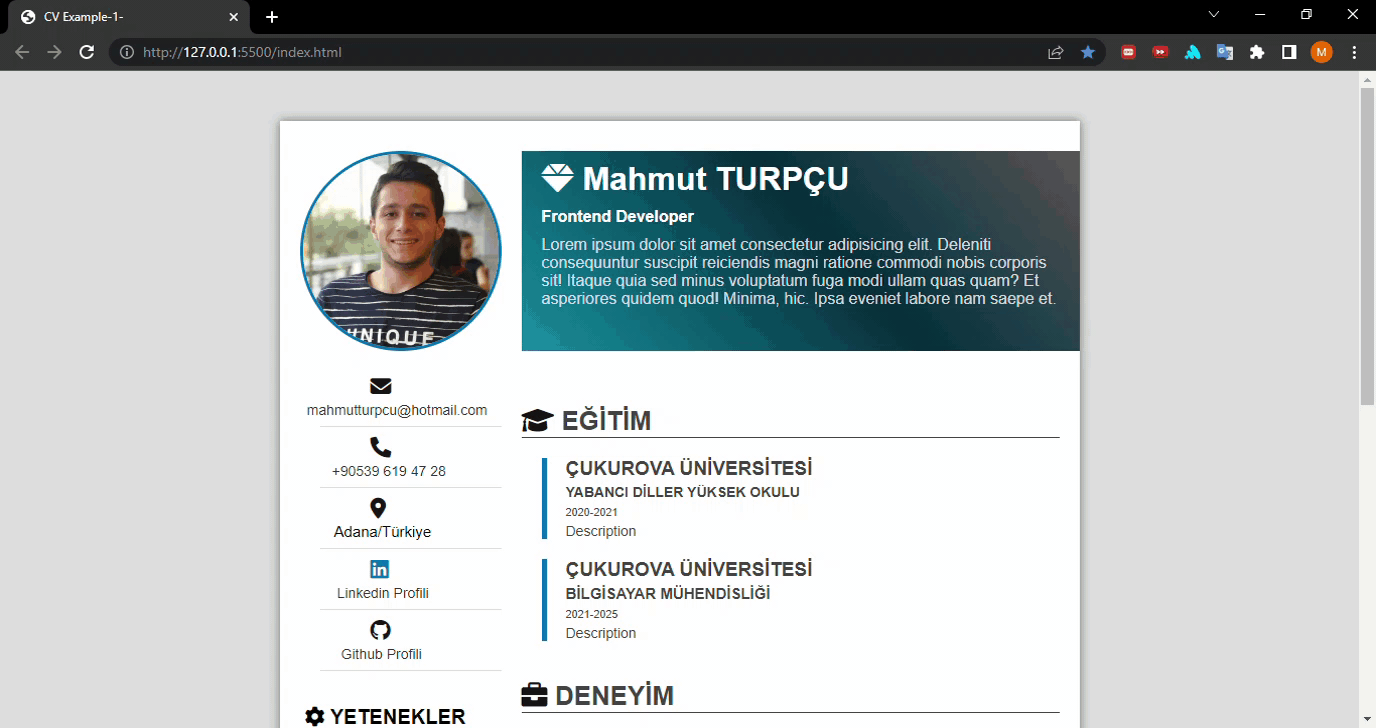 CV Example-1-
http://127.0.0.1:5500/index.html
M
Mahmut TURPÇU
Frontend Developer
Lorem ipsum dolor sit amet consectetur adipisicing elit. Deleniti
consequuntur suscipit reiciendis magni ratione commodi nobis corporis
sit! Itaque quia sed minus voluptatum fuga modi ullam quas quam? Et
asperiores quidem quod! Minima, hic. Ipsa eveniet labore nam saepe et.
UNIQUE
mahmutturpcu@hotmail.com
+90539 619 47 28
Adana/Türkiye
Linkedin Profili
Github Profili
YETENEKLER
EĞİTİM
ÇUKUROVA ÜNİVERSİTESİ
YABANCI DİLLER YÜKSEK OKULU
2020-2021
Description
ÇUKUROVA ÜNİVERSİTESİ
BİLGİSAYAR MÜHENDİSLİĞİ
2021-2025
Description
DENEYİM